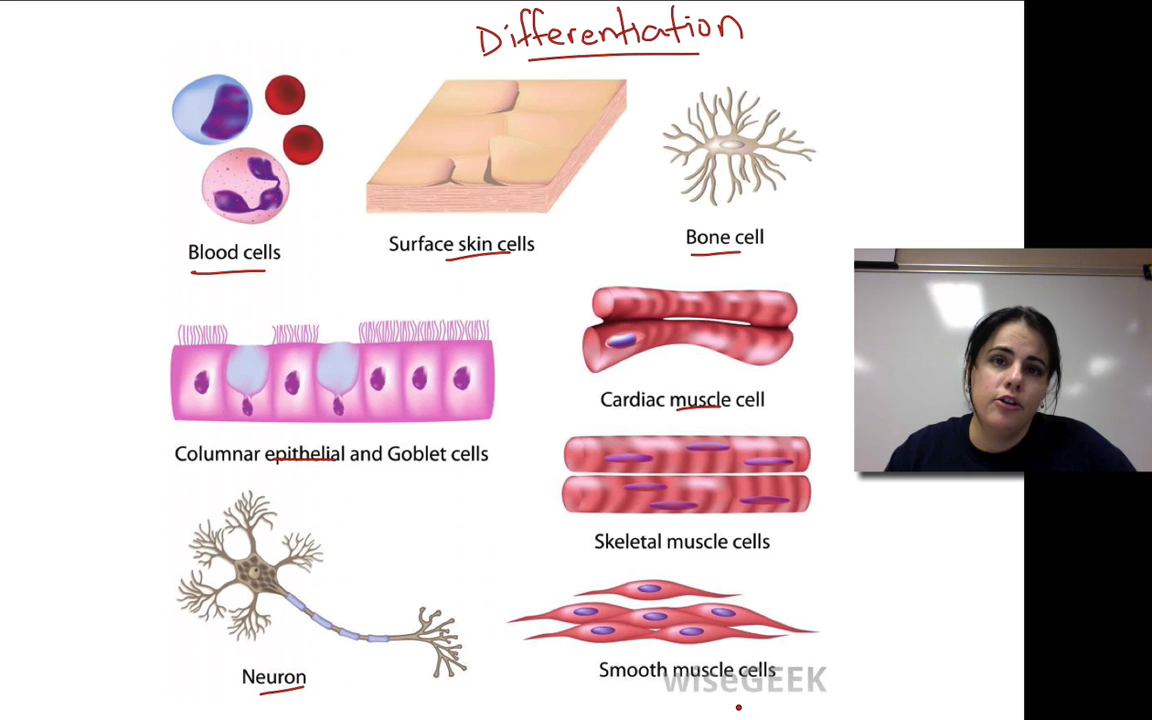 Differentiation
Blood cells
Surface skin cells
Bone cell
Columnar epithelial and Goblet cells
Cardiac muscle cell
Skeletal muscle cells
Neuron
Smooth muscle cells
wiseGEEK